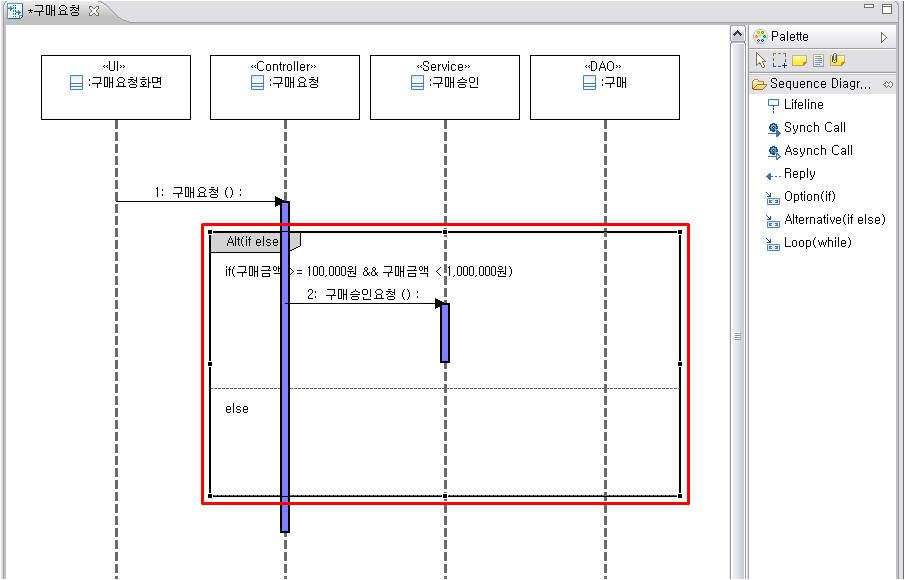 *구매요청
«UI»
:구매요청화면
«Controller»
:구매요청
«Service»
:구매승인
«DAO»
:구매
1: 구매요청 () :
Alt(if else
if(구매금액 >= 100,000원 && 구매금액 < 1,000,000원)
2: 구매승인요청 () :
else
Palette
Sequence Diagr...
Lifeline
Synch Call
Asynch Call
Reply
Option(if)
Alternative(if else)
Loop(while)